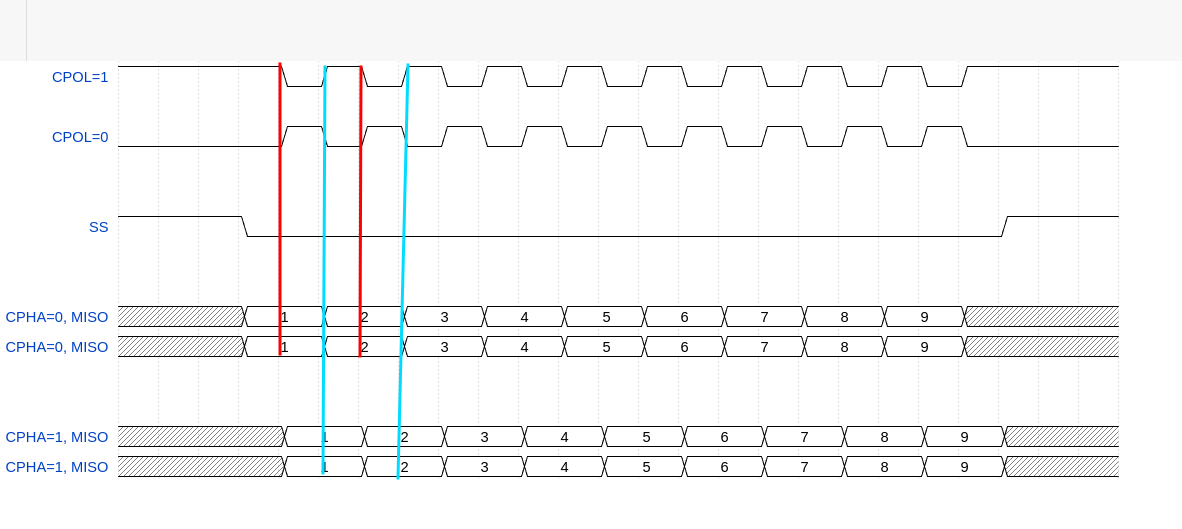 CPOL=1
CPOL=0
SS
CPHA=0, MISO 1 2 3 4 5 6 7 8 9
CPHA=0, MISO 1 2 3 4 5 6 7 8 9
CPHA=1, MISO 1 2 3 4 5 6 7 8 9
CPHA=1, MISO 1 2 3 4 5 6 7 8 9